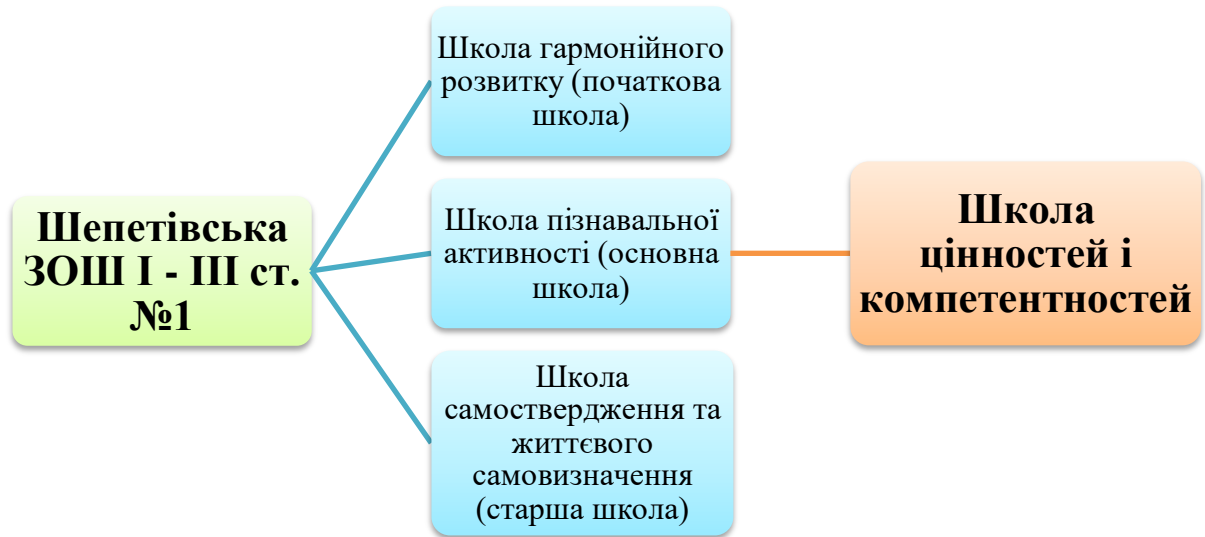 Шепетівська
ЗОШ І - ІІІ ст.
№1
Школа гармонійного
розвитку (початкова
школа)
Школа пізнавальної
активності (основна
школа)
Школа
самоствердження та
життєвого
самовизначення
(старша школа)
Школа
цінностей і
компетентностей